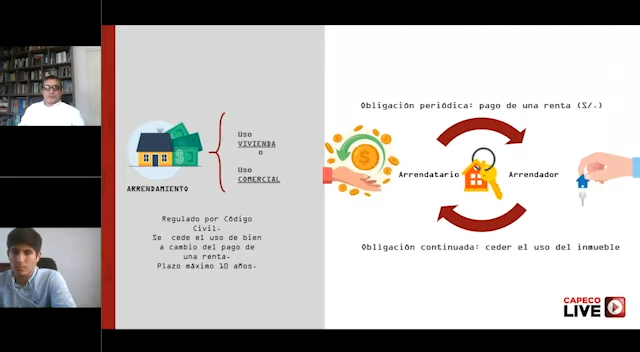 Uso
VIVIENDA
o
Uso
COMERCIAL
ARRENDAMIENTO
Regulado por Código
Civil.
Se cede el uso de bien
a cambio del pago de
una renta.
Plazo máximo 10 años.
Obligación periódica: pago de una renta (S/.)
Arrendatario
Arrendador
Obligación continuada: ceder el uso del inmueble
CAPECO
LIVE